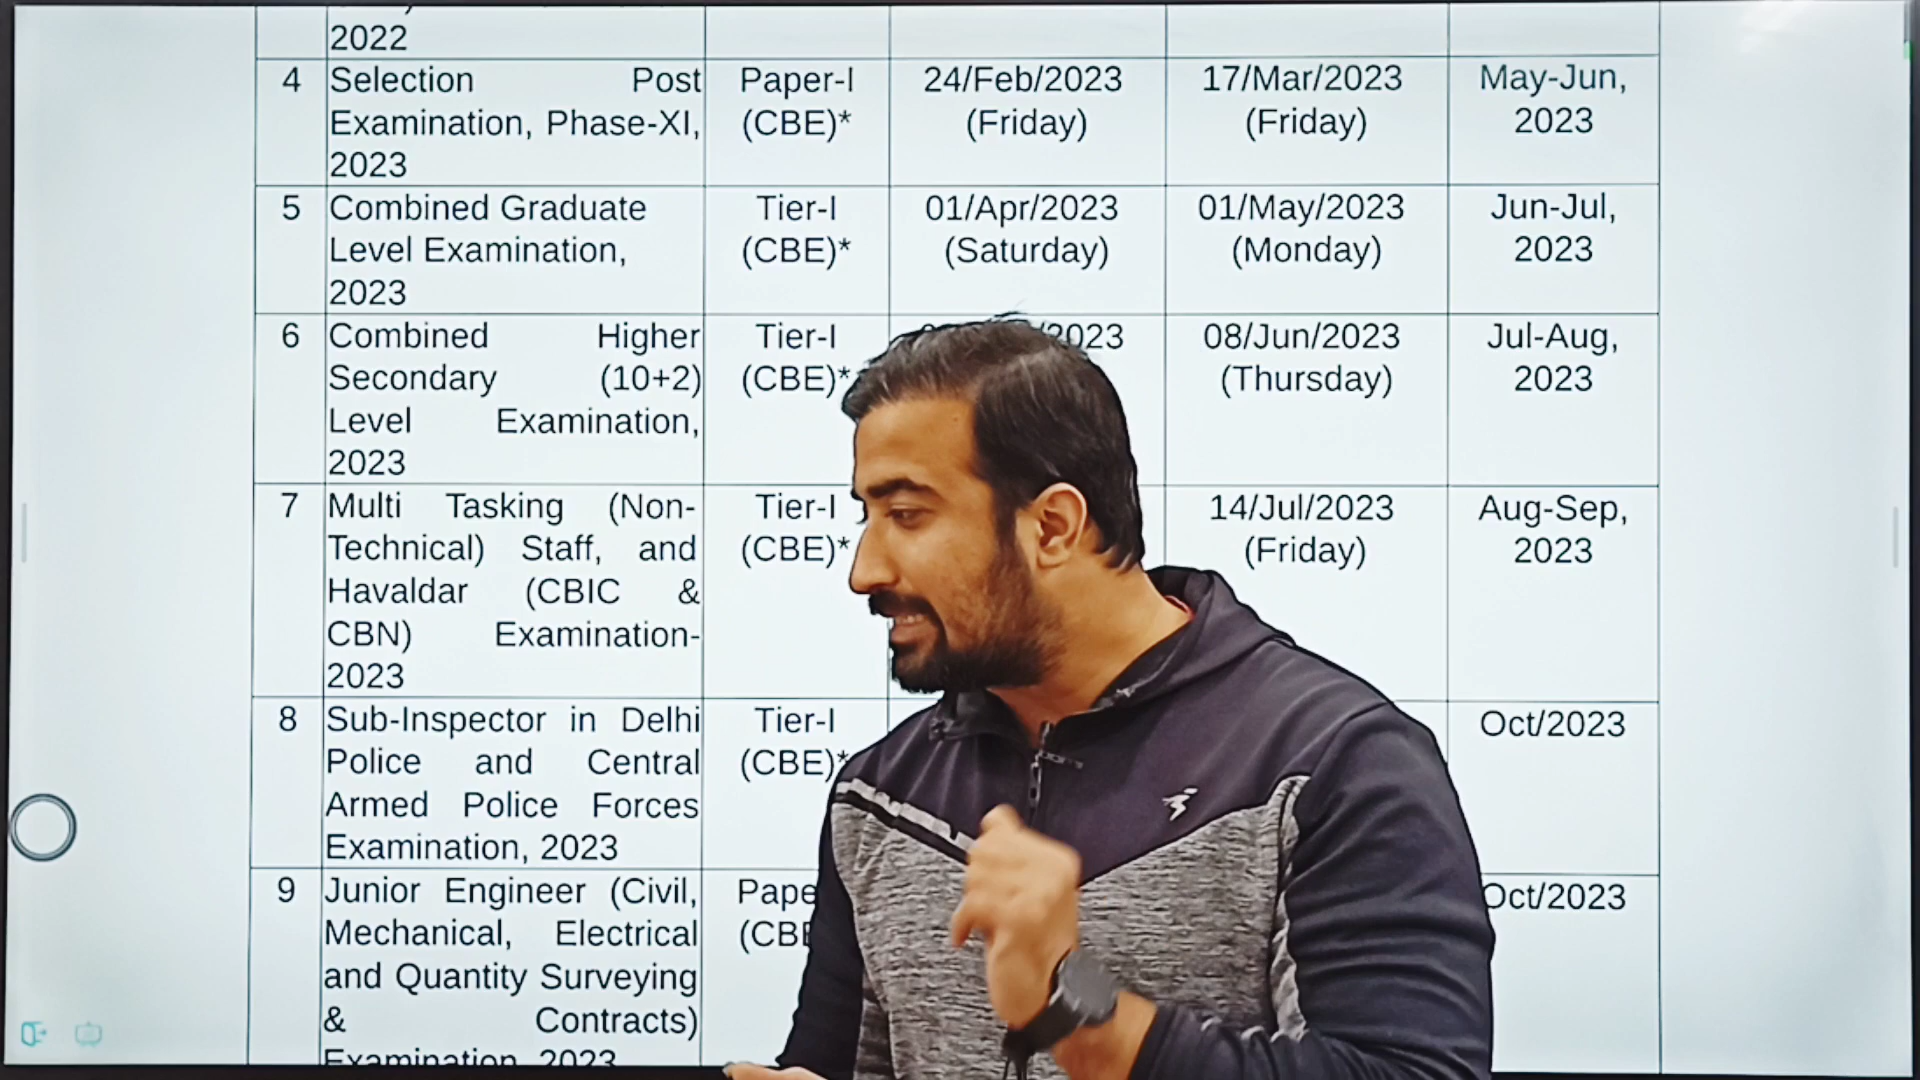 2022
4
Selection Post
Examination, Phase-XI,
2023
Paper-I
(CBE)*
24/Feb/2023
(Friday)
17/Mar/2023
(Friday)
May-Jun,
2023
5
Combined Graduate
Level Examination,
2023
Tier-I
(CBE)*
01/Apr/2023
(Saturday)
01/May/2023
(Monday)
Jun-Jul,
2023
6
Combined Higher
Secondary (10+2)
Level Examination,
2023
Tier-I
(CBE)*
08/Jun/2023
(Thursday)
Jul-Aug,
2023
7
Multi Tasking (Non-
Technical) Staff, and
Havaldar (CBIC &
CBN) Examination-
2023
Tier-I
(CBE)*
14/Jul/2023
(Friday)
Aug-Sep,
2023
8
Sub-Inspector in Delhi
Police and Central
Armed Police Forces
Examination, 2023
Tier-I
(CBE)*
Oct/2023
9
Junior Engineer (Civil,
Mechanical, Electrical
and Quantity Surveying
& Contracts)
Examination, 2023
Oct/2023